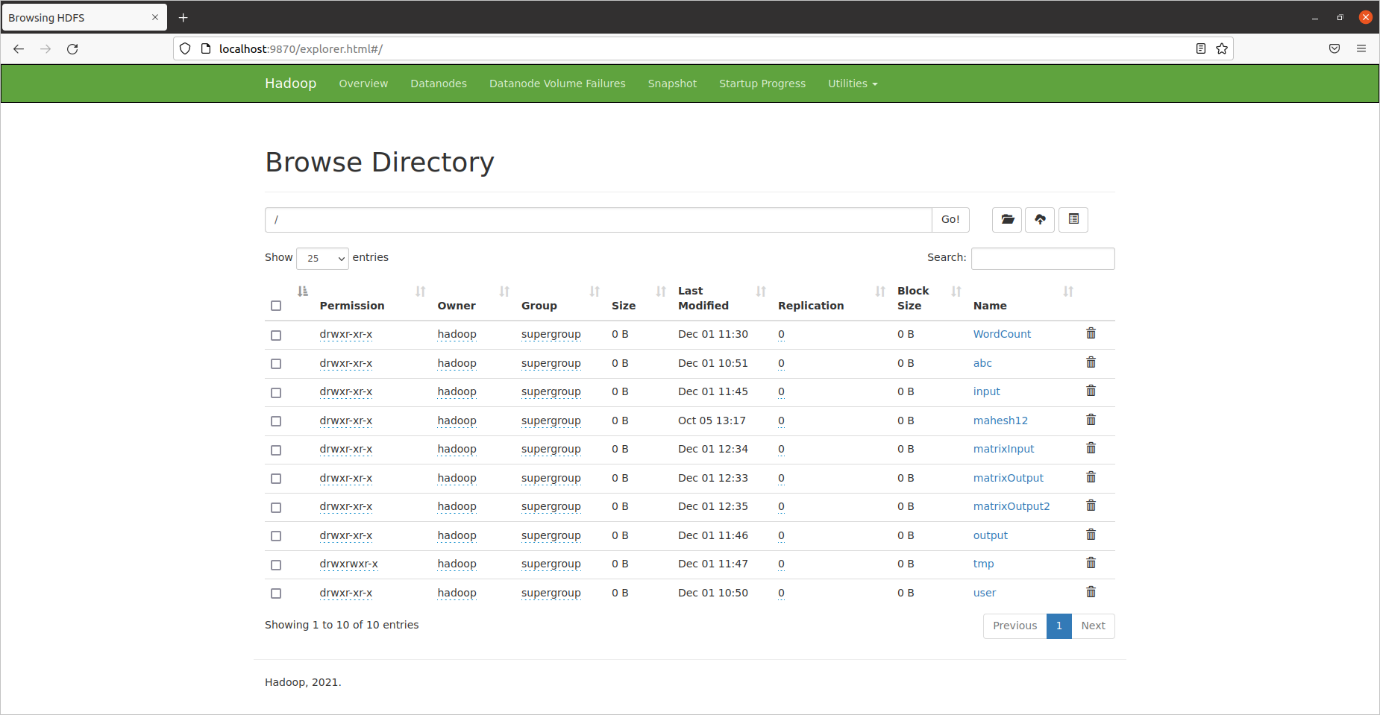 Browsing HDFS
localhost:9870/explorer.html#/
Hadoop Overview Datanodes Datanode Volume Failures Snapshot Startup Progress Utilities
Browse Directory
/ Go!
Show 25 entries Search:
Permission Owner Group Size Last Modified Replication Block Size Name
drwxr-xr-x hadoop supergroup 0 B Dec 01 11:30 0 0 B WordCount
drwxr-xr-x hadoop supergroup 0 B Dec 01 10:51 0 0 B abc
drwxr-xr-x hadoop supergroup 0 B Dec 01 11:45 0 0 B input
drwxr-xr-x hadoop supergroup 0 B Oct 05 13:17 0 0 B mahesh12
drwxr-xr-x hadoop supergroup 0 B Dec 01 12:34 0 0 B matrixInput
drwxr-xr-x hadoop supergroup 0 B Dec 01 12:33 0 0 B matrixOutput
drwxr-xr-x hadoop supergroup 0 B Dec 01 12:35 0 0 B matrixOutput2
drwxr-xr-x hadoop supergroup 0 B Dec 01 11:46 0 0 B output
drwxrwxr-x hadoop supergroup 0 B Dec 01 11:47 0 0 B tmp
drwxr-xr-x hadoop supergroup 0 B Dec 01 10:50 0 0 B user
Showing 1 to 10 of 10 entries Previous 1 Next
Hadoop, 2021.